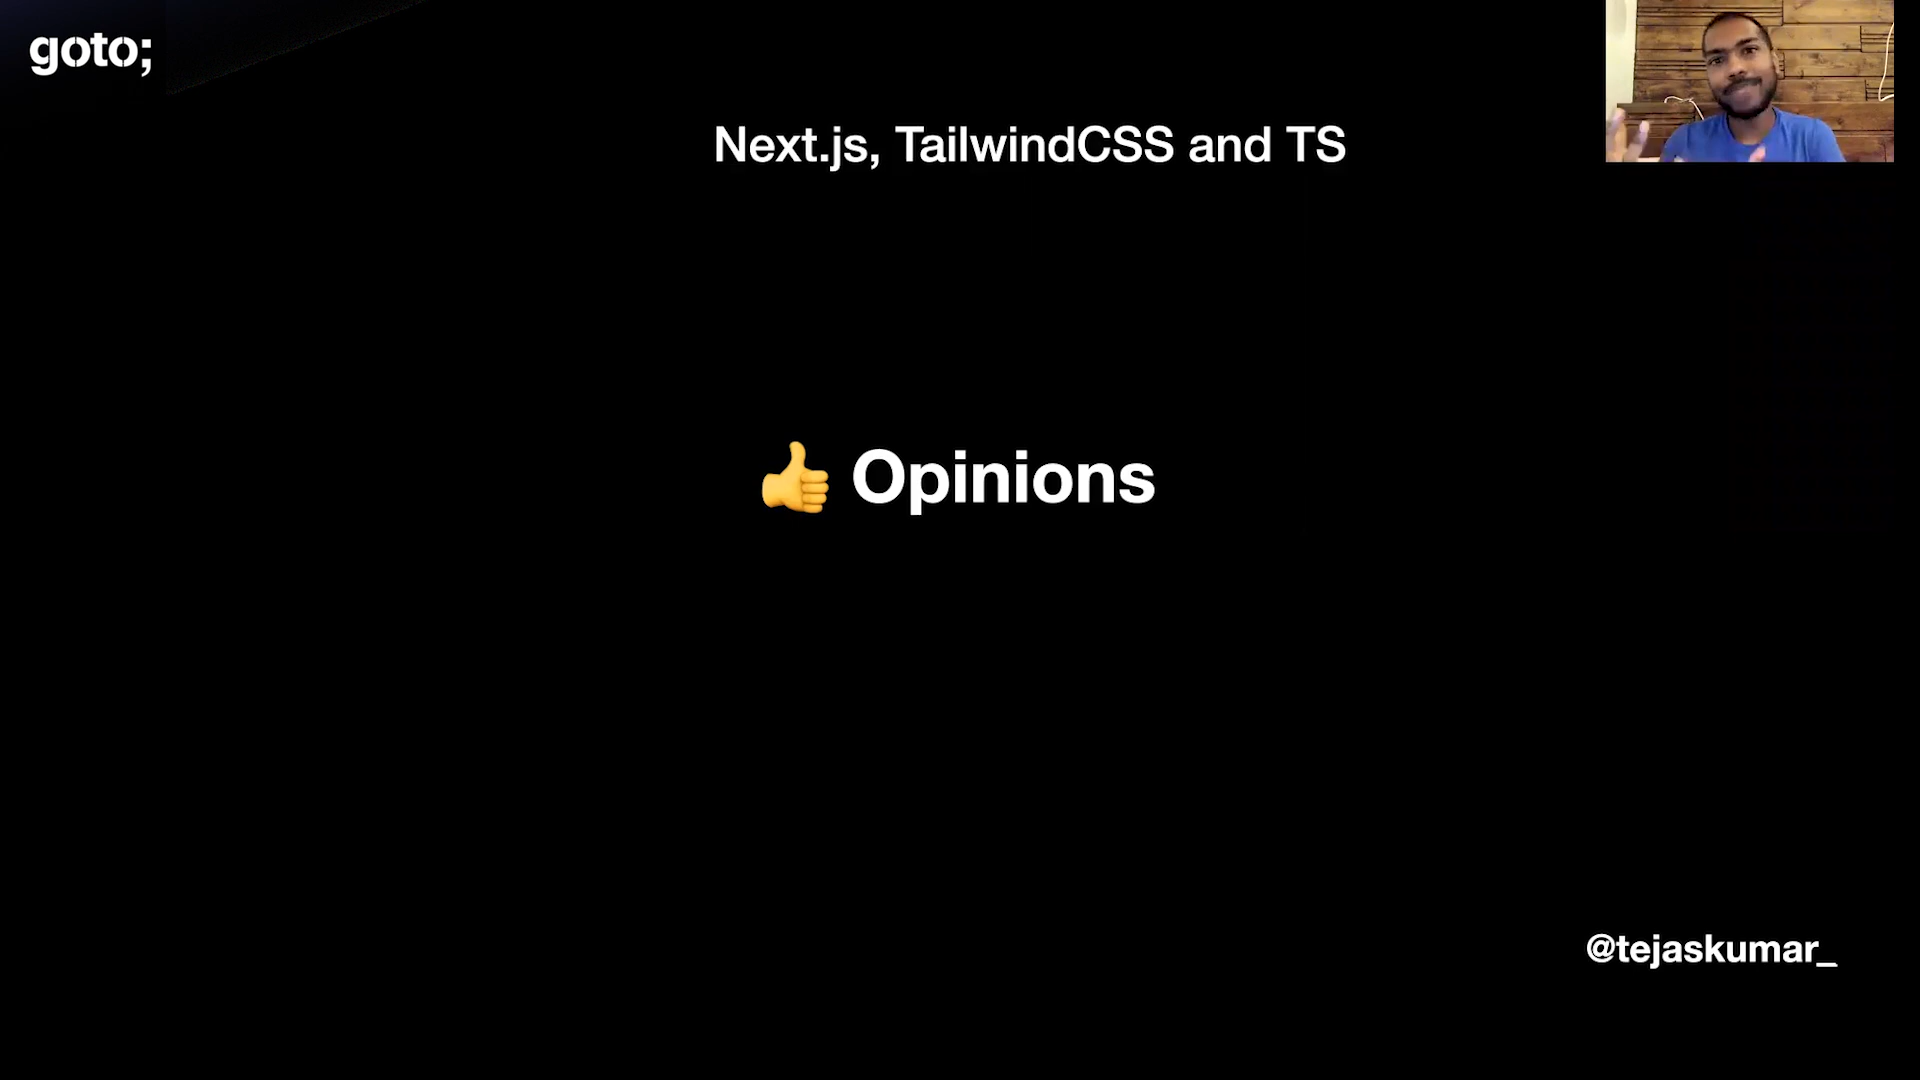 goto;
Next.js, TailwindCSS and TS
👍 Opinions
@tejaskumar_